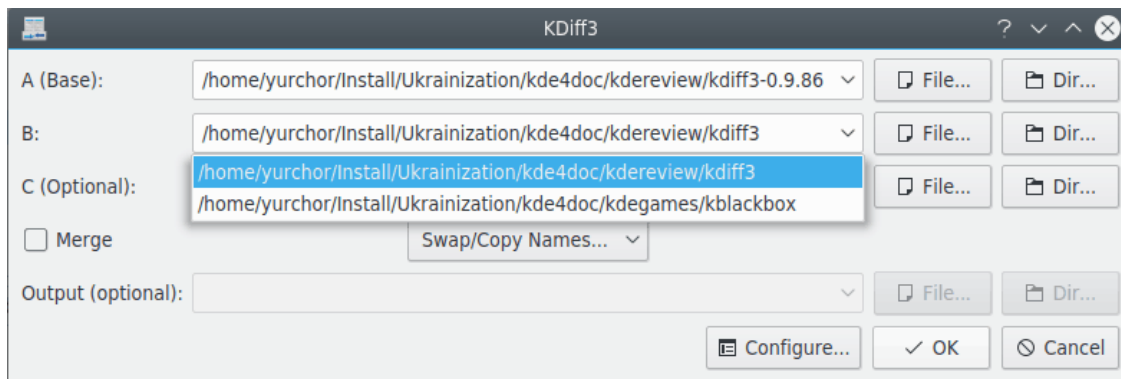 KDiff3
A (Base): /home/yurchor/Install/Ukrainization/kde4doc/kdereview/kdiff3-0.9.86 File... Dir...
B: /home/yurchor/Install/Ukrainization/kde4doc/kdereview/kdiff3 File... Dir...
/home/yurchor/Install/Ukrainization/kde4doc/kdereview/kdiff3
C (Optional): File... Dir...
/home/yurchor/Install/Ukrainization/kde4doc/kdegames/kblackbox
Merge Swap/Copy Names...
Output (optional): File... Dir...
Configure... OK Cancel